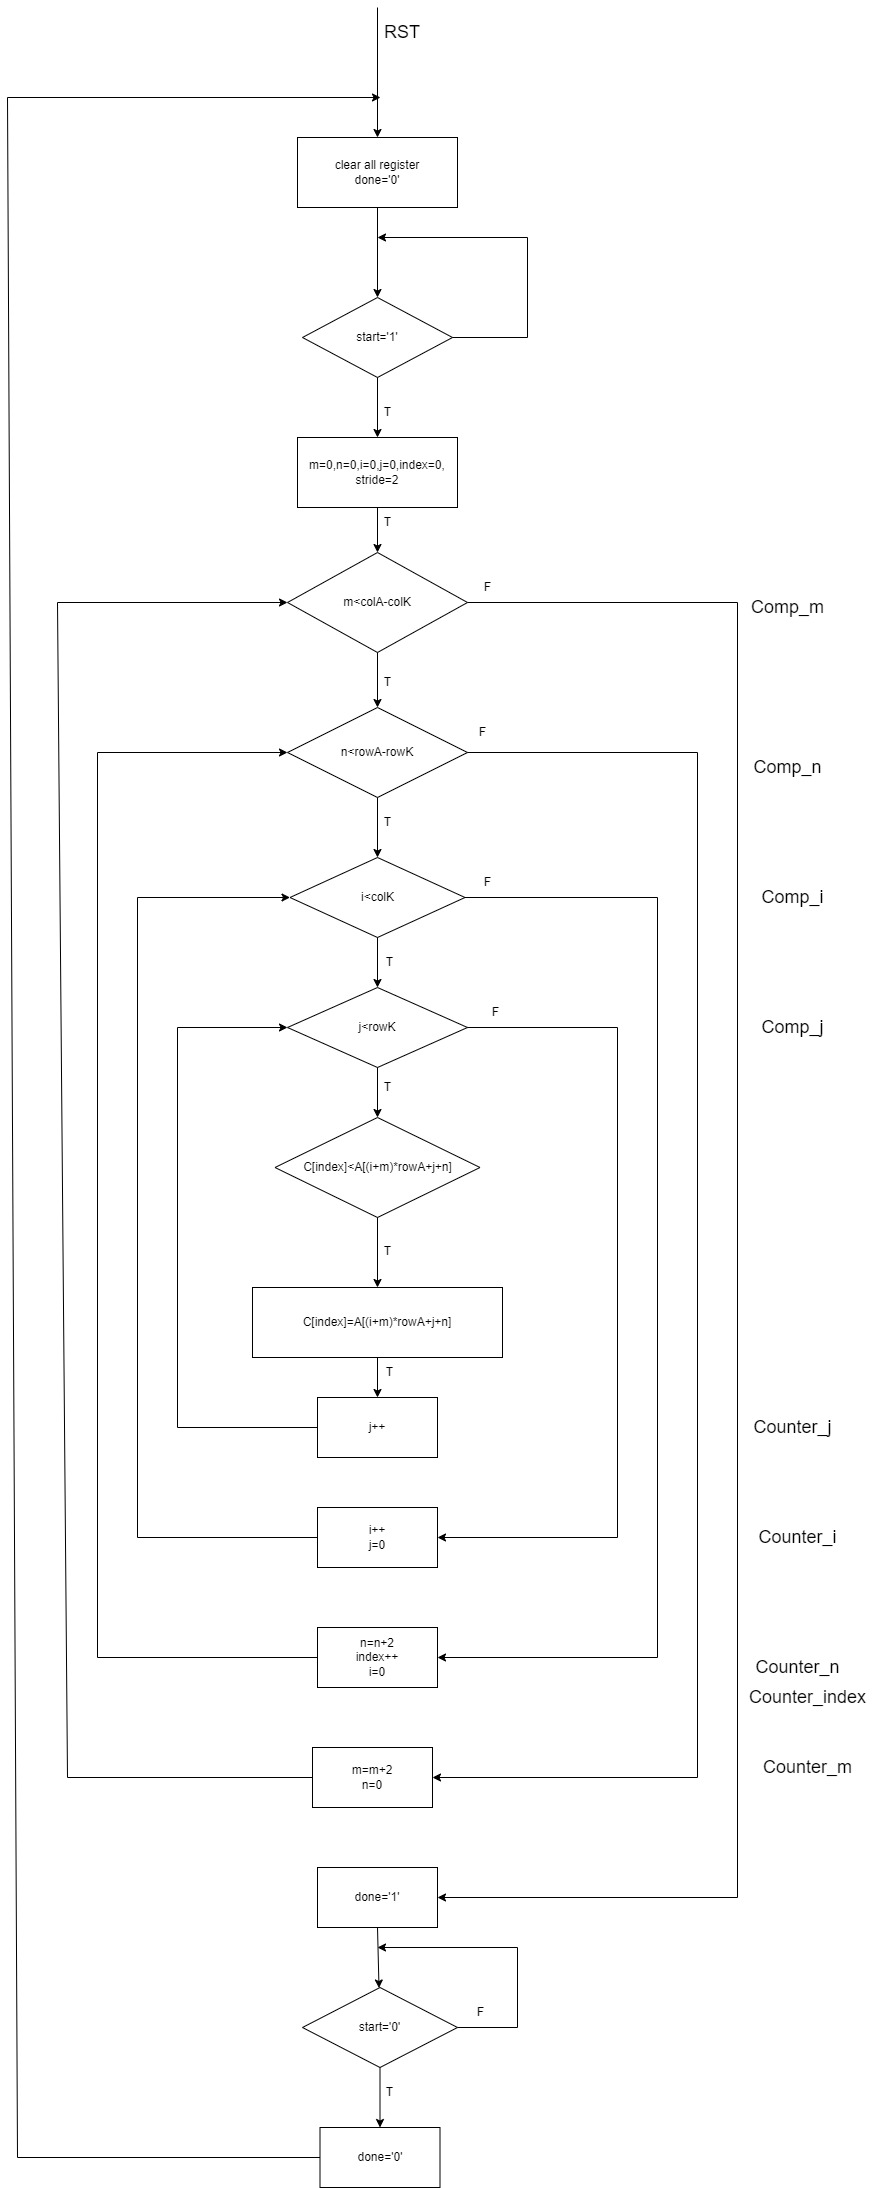 RST
clear all register
done='0'
start='1'
T
m=0,n=0,i=0,j=0,index=0,
stride=2
T
F
m<colA-colK
Comp_m
T
F
n<rowA-rowK
Comp_n
T
F
i<colK
Comp_i
T
F
j<rowK
Comp_j
T
C[index]<A[(i+m)*rowA+j+n]
T
C[index]=A[(i+m)*rowA+j+n]
T
j++
Counter_j
i++
j=0
Counter_i
n=n+2
index++
i=0
Counter_n
Counter_index
m=m+2
n=0
Counter_m
done='1'
start='0'
F
T
done='0'